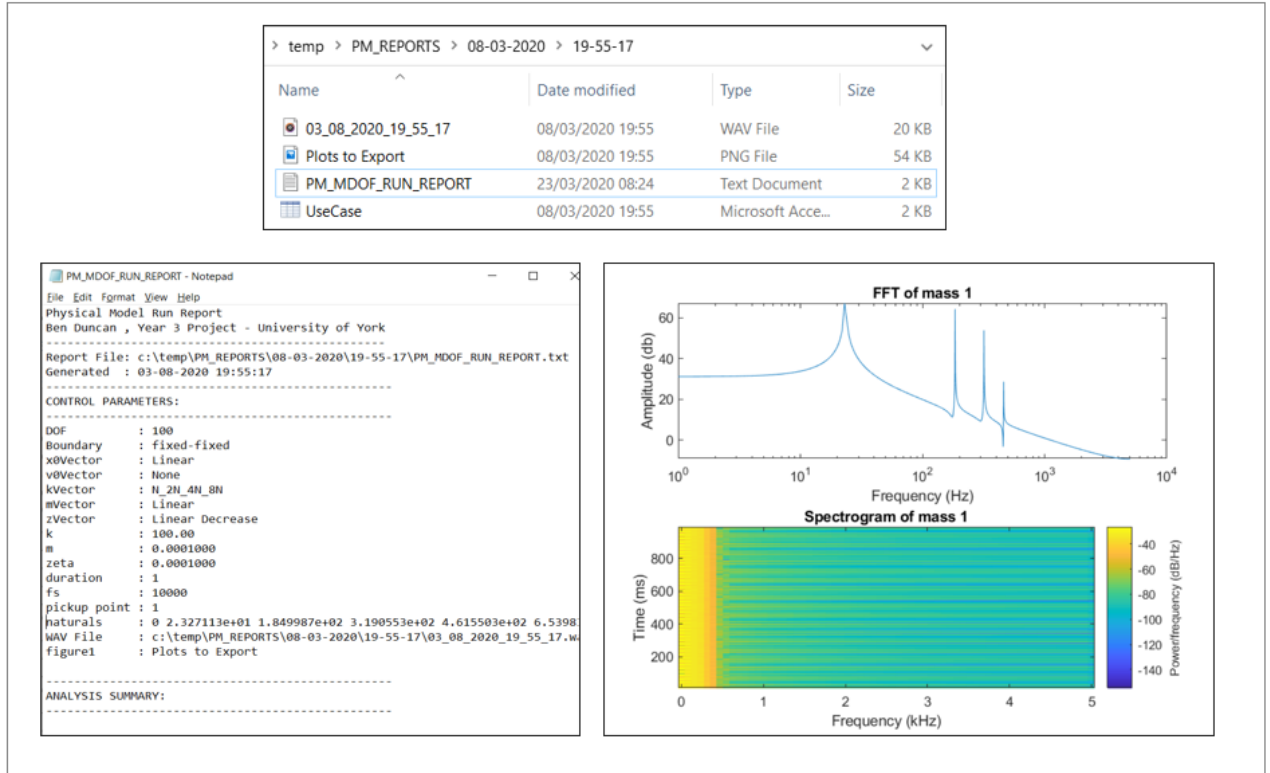 > temp > PM_REPORTS > 08-03-2020 > 19-55-17
Name Date modified Type Size
03_08_2020_19_55_17 08/03/2020 19:55 WAV File 20 KB
Plots to Export 08/03/2020 19:55 PNG File 54 KB
PM_MDOF_RUN_REPORT 23/03/2020 08:24 Text Document 2 KB
UseCase 08/03/2020 19:55 Microsoft Acce... 2 KB
PM_MDOF_RUN_REPORT - Notepad
File Edit Format View Help
Physical Model Run Report
Ben Duncan , Year 3 Project - University of York
------------------------------------------------
Report File: c:\temp\PM_REPORTS\08-03-2020\19-55-17\PM_MDOF_RUN_REPORT.txt
Generated : 03-08-2020 19:55:17
------------------------------------------------
CONTROL PARAMETERS:
------------------------------------------------
DOF : 100
Boundary : fixed-fixed
x0Vector : Linear
v0Vector : None
kVector : N_2N_4N_8N
mVector : Linear
zVector : Linear Decrease
k : 100.00
m : 0.0001000
zeta : 0.0001000
duration : 1
fs : 10000
pickup point : 1
naturals : 0 2.327113e+01 1.849987e+02 3.190553e+02 4.615503e+02 6.5398
WAV File : c:\temp\PM_REPORTS\08-03-2020\19-55-17\03_08_2020_19_55_17.w
figure1 : Plots to Export
------------------------------------------------
ANALYSIS SUMMARY:
------------------------------------------------
FFT of mass 1
Amplitude (db)
60
40
20
0
10^0 10^1 10^2 10^3 10^4
Frequency (Hz)
Spectrogram of mass 1
Time (ms)
800
600
400
200
0 1 2 3 4 5
Frequency (kHz)
-40
-60
-80
-100
-120
-140
Power/frequency (dB/Hz)